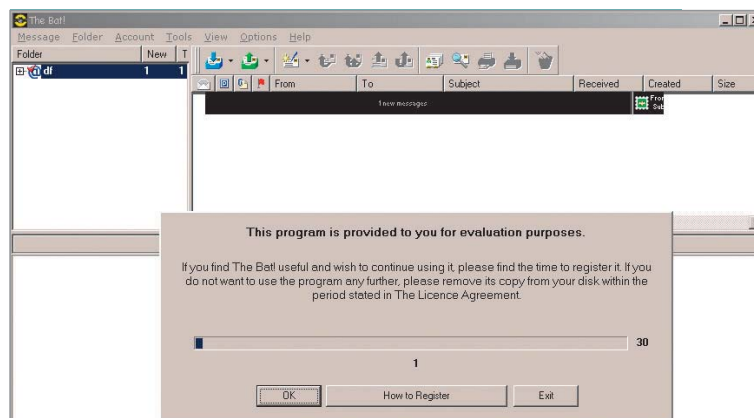 The Bat!
Message Folder Account Tools View Options Help
Folder New T
df 1 1
From To Subject Received Created Size
1 new messages
From
Sub
This program is provided to you for evaluation purposes.
If you find The Bat! useful and wish to continue using it, please find the time to register it. If you
do not want to use the program any further, please remove its copy from your disk within the
period stated in The Licence Agreement.
30
1
OK How to Register Exit